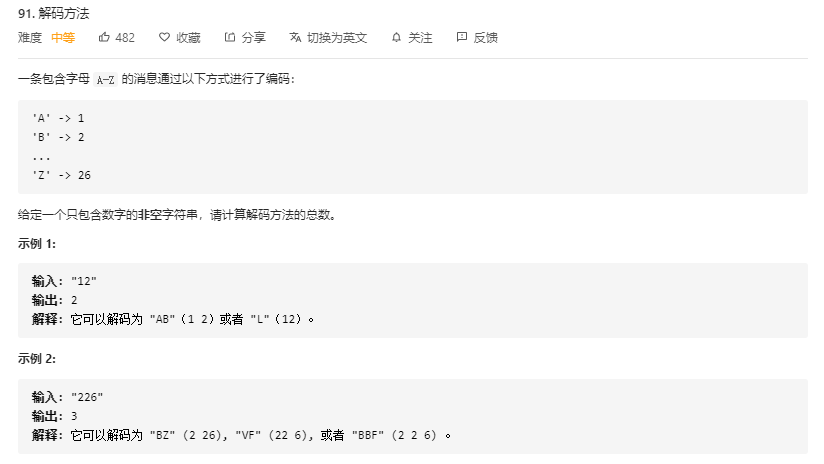 91. 解码方法
难度 中等 482 收藏 分享 切换为英文 关注 反馈
一条包含字母 A-Z 的消息通过以下方式进行了编码：
'A' -> 1
'B' -> 2
...
'Z' -> 26
给定一个只包含数字的非空字符串，请计算解码方法的总数。
示例 1:
输入: "12"
输出: 2
解释: 它可以解码为 "AB"（1 2）或者 "L"（12）。
示例 2:
输入: "226"
输出: 3
解释: 它可以解码为 "BZ" (2 26), "VF" (22 6), 或者 "BBF" (2 2 6) 。